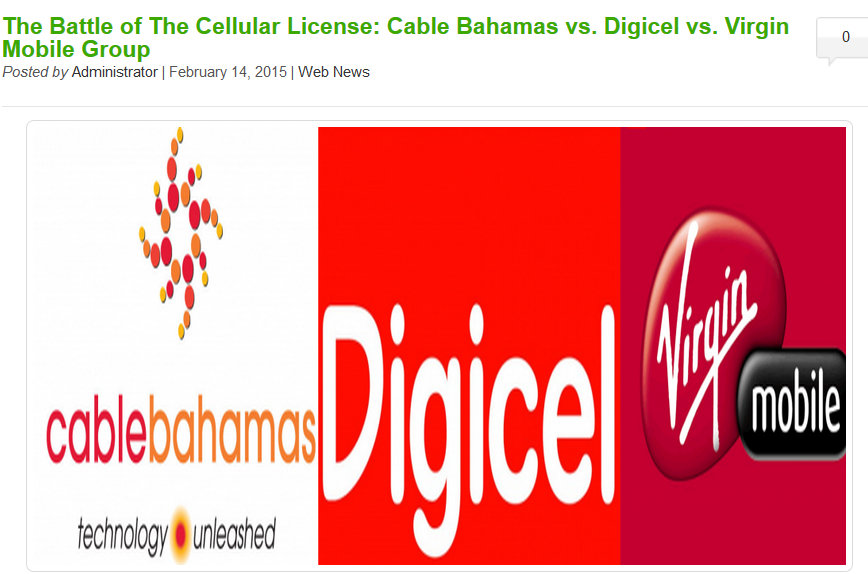 The Battle of The Cellular License: Cable Bahamas vs. Digicel vs. Virgin
Mobile Group
0
Posted by Administrator | February 14, 2015 | Web News
cablebahamas
technology unleashed
Digicel
Virgin
mobile